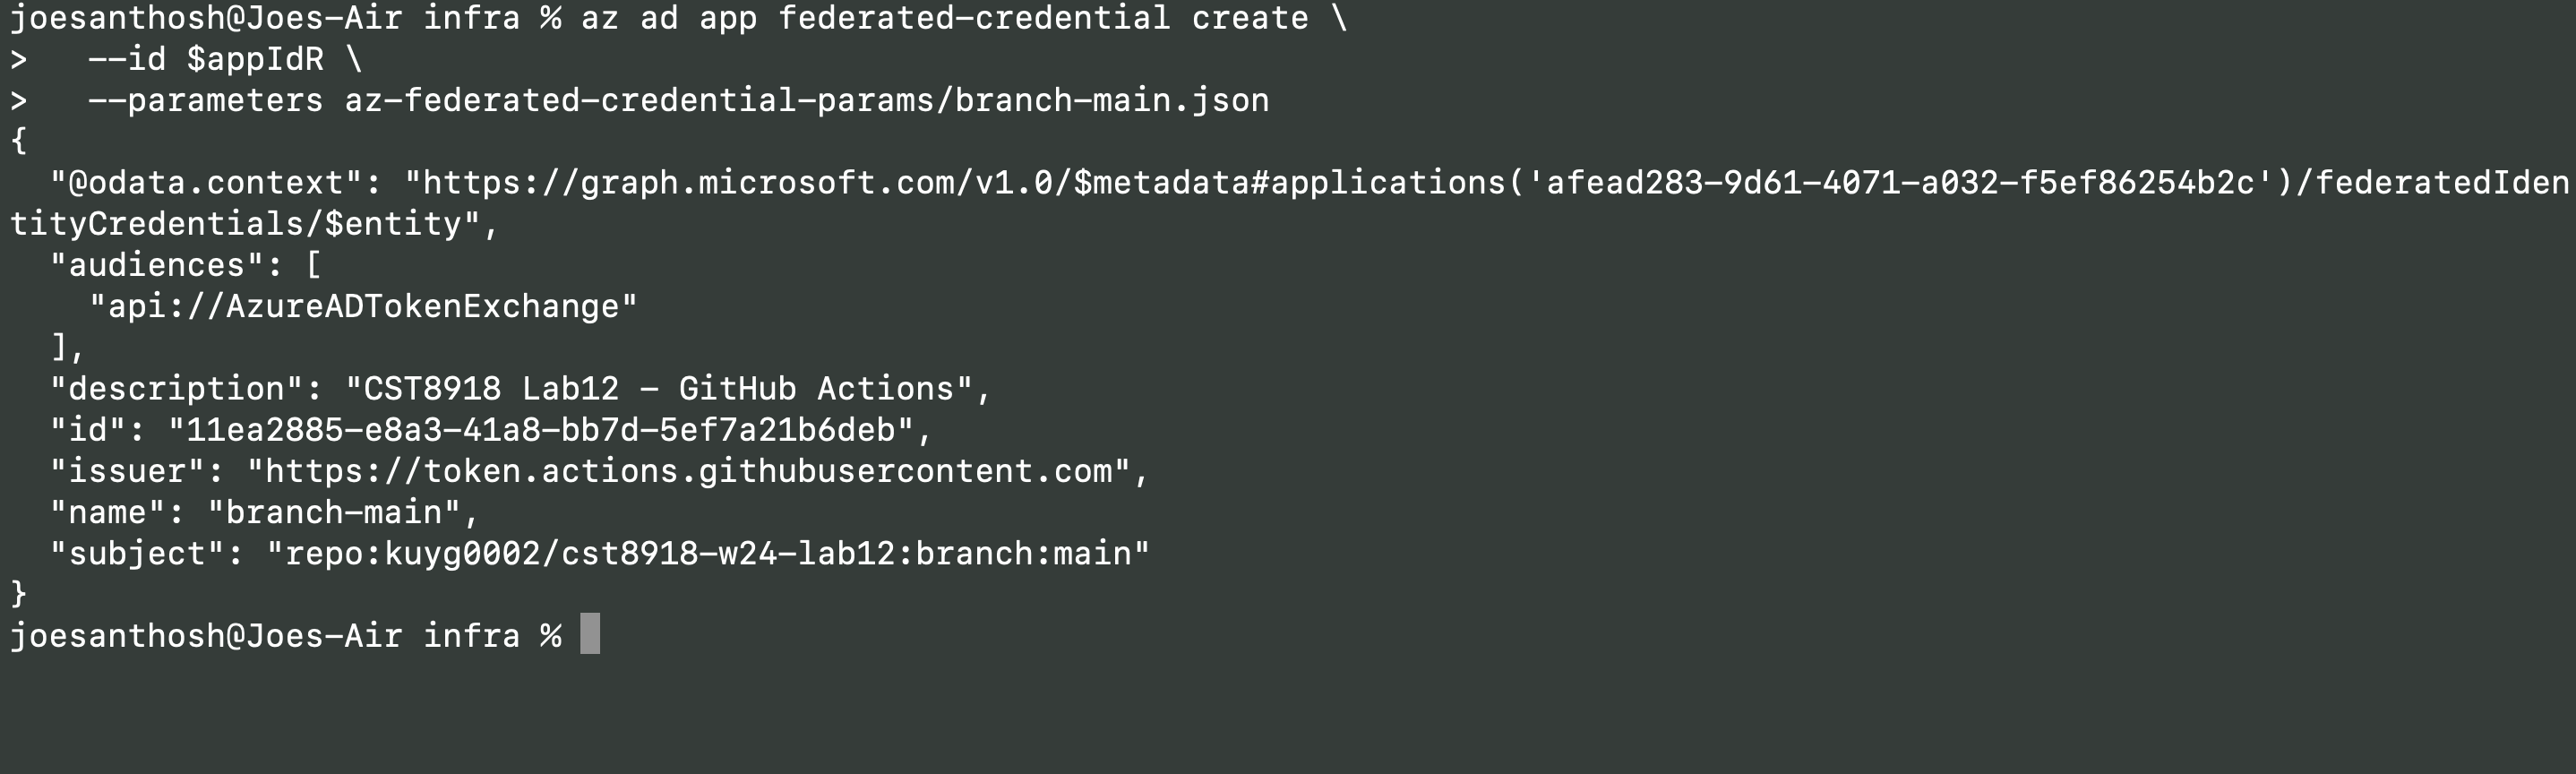 joesanthosh@Joes-Air infra % az ad app federated-credential create \
>   --id $appIdR \
>   --parameters az-federated-credential-params/branch-main.json
{
  "@odata.context": "https://graph.microsoft.com/v1.0/$metadata#applications('afead283-9d61-4071-a032-f5ef86254b2c')/federatedIden
tityCredentials/$entity",
  "audiences": [
    "api://AzureADTokenExchange"
  ],
  "description": "CST8918 Lab12 - GitHub Actions",
  "id": "11ea2885-e8a3-41a8-bb7d-5ef7a21b6deb",
  "issuer": "https://token.actions.githubusercontent.com",
  "name": "branch-main",
  "subject": "repo:kuyg0002/cst8918-w24-lab12:branch:main"
}
joesanthosh@Joes-Air infra %